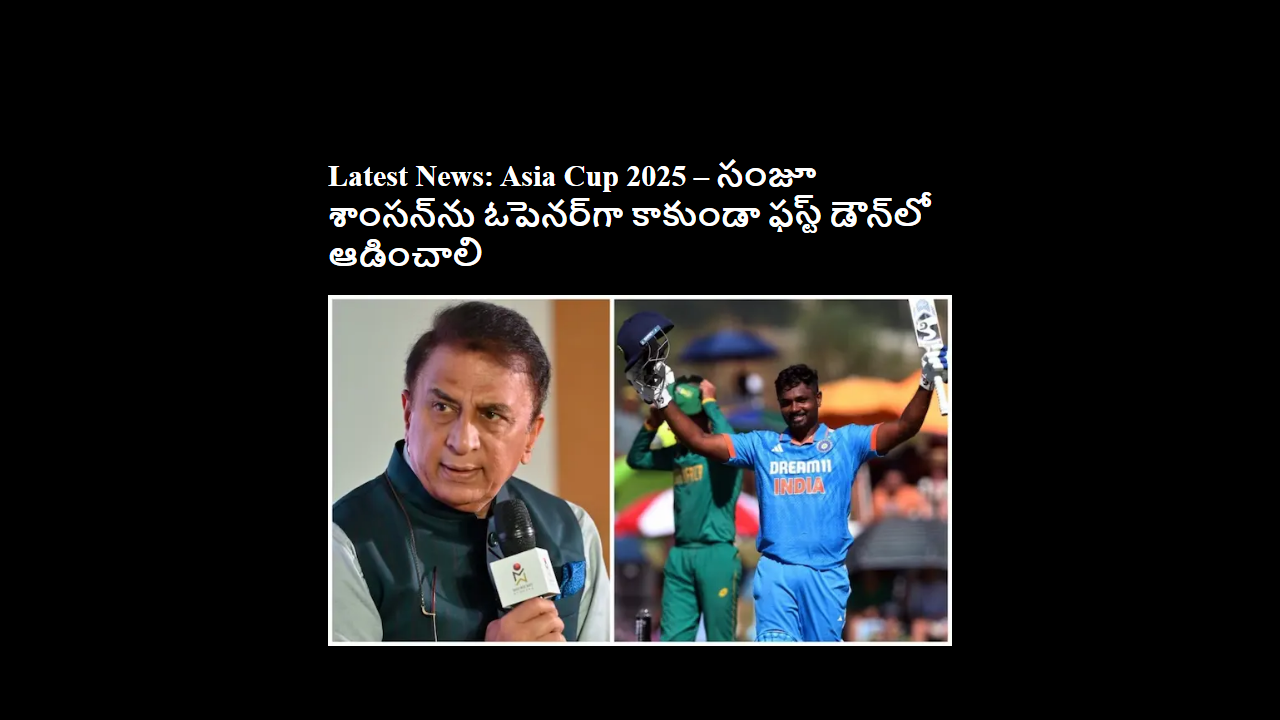 Latest News: Asia Cup 2025 – సంజూ
శాంసన్‌ను ఓపెనర్‌గా కాకుండా ఫస్ట్ డౌన్‌లో
ఆడించాలి
DREAM11
INDIA